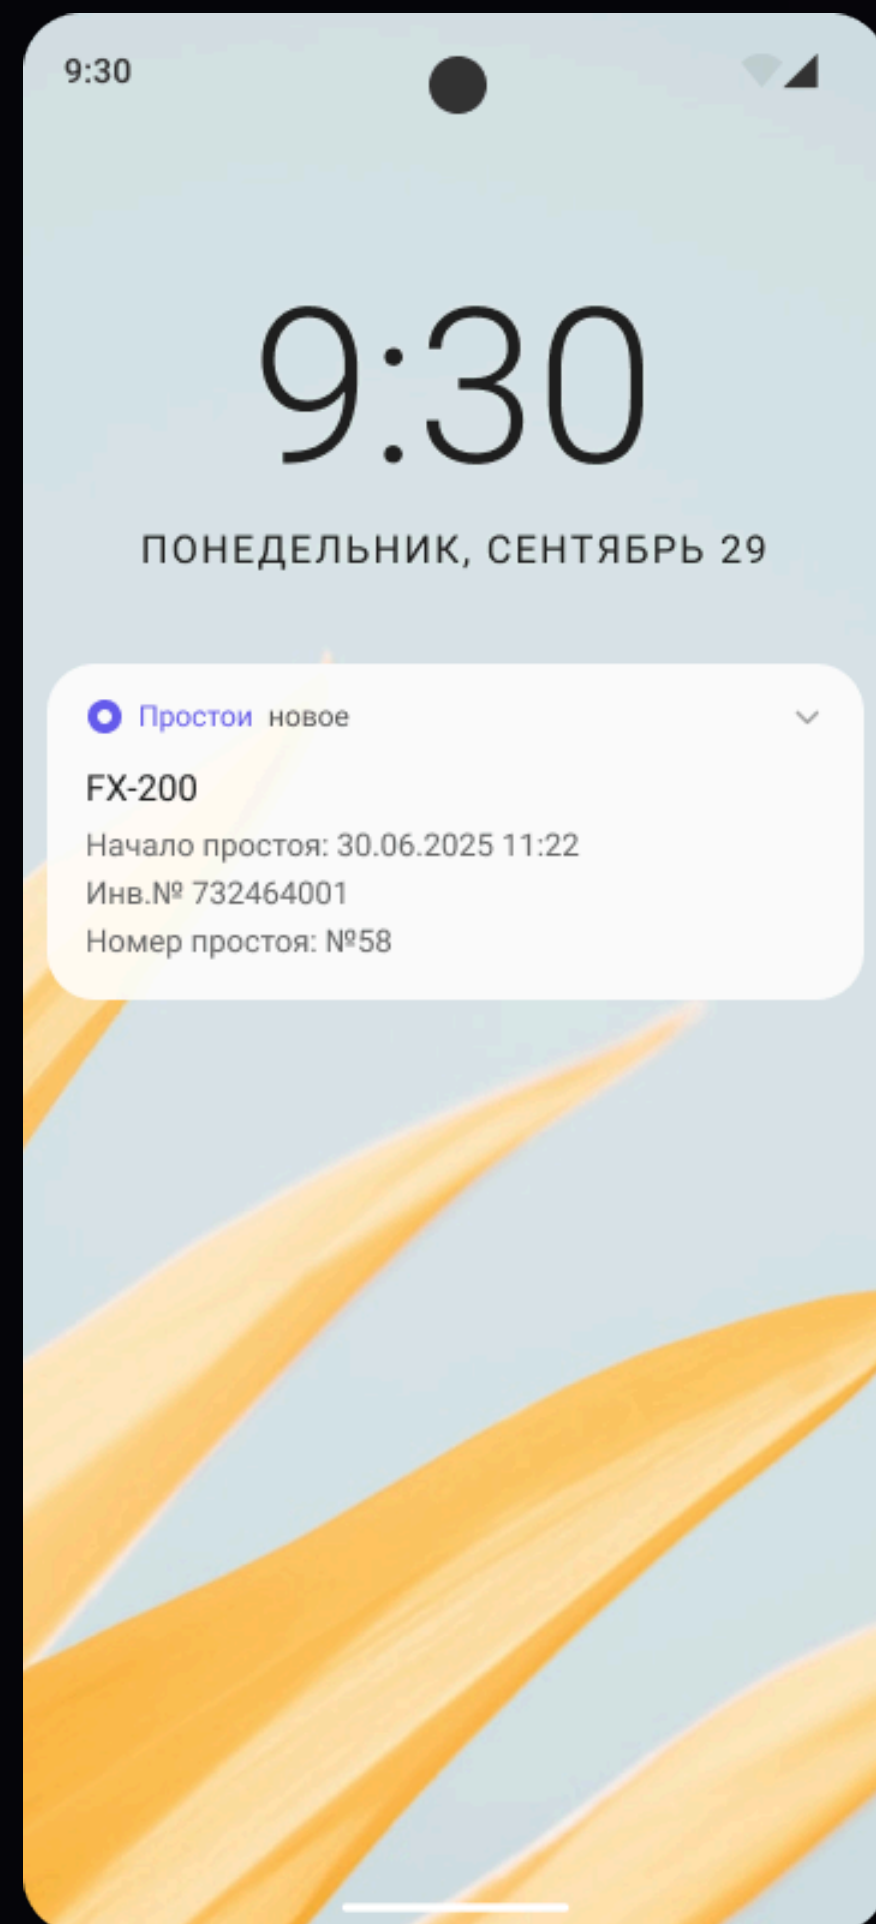 9:30
9:30
ПОНЕДЕЛЬНИК, СЕНТЯБРЬ 29
Простои новое
FX-200
Начало простоя: 30.06.2025 11:22
Инв.№ 732464001
Номер простоя: №58